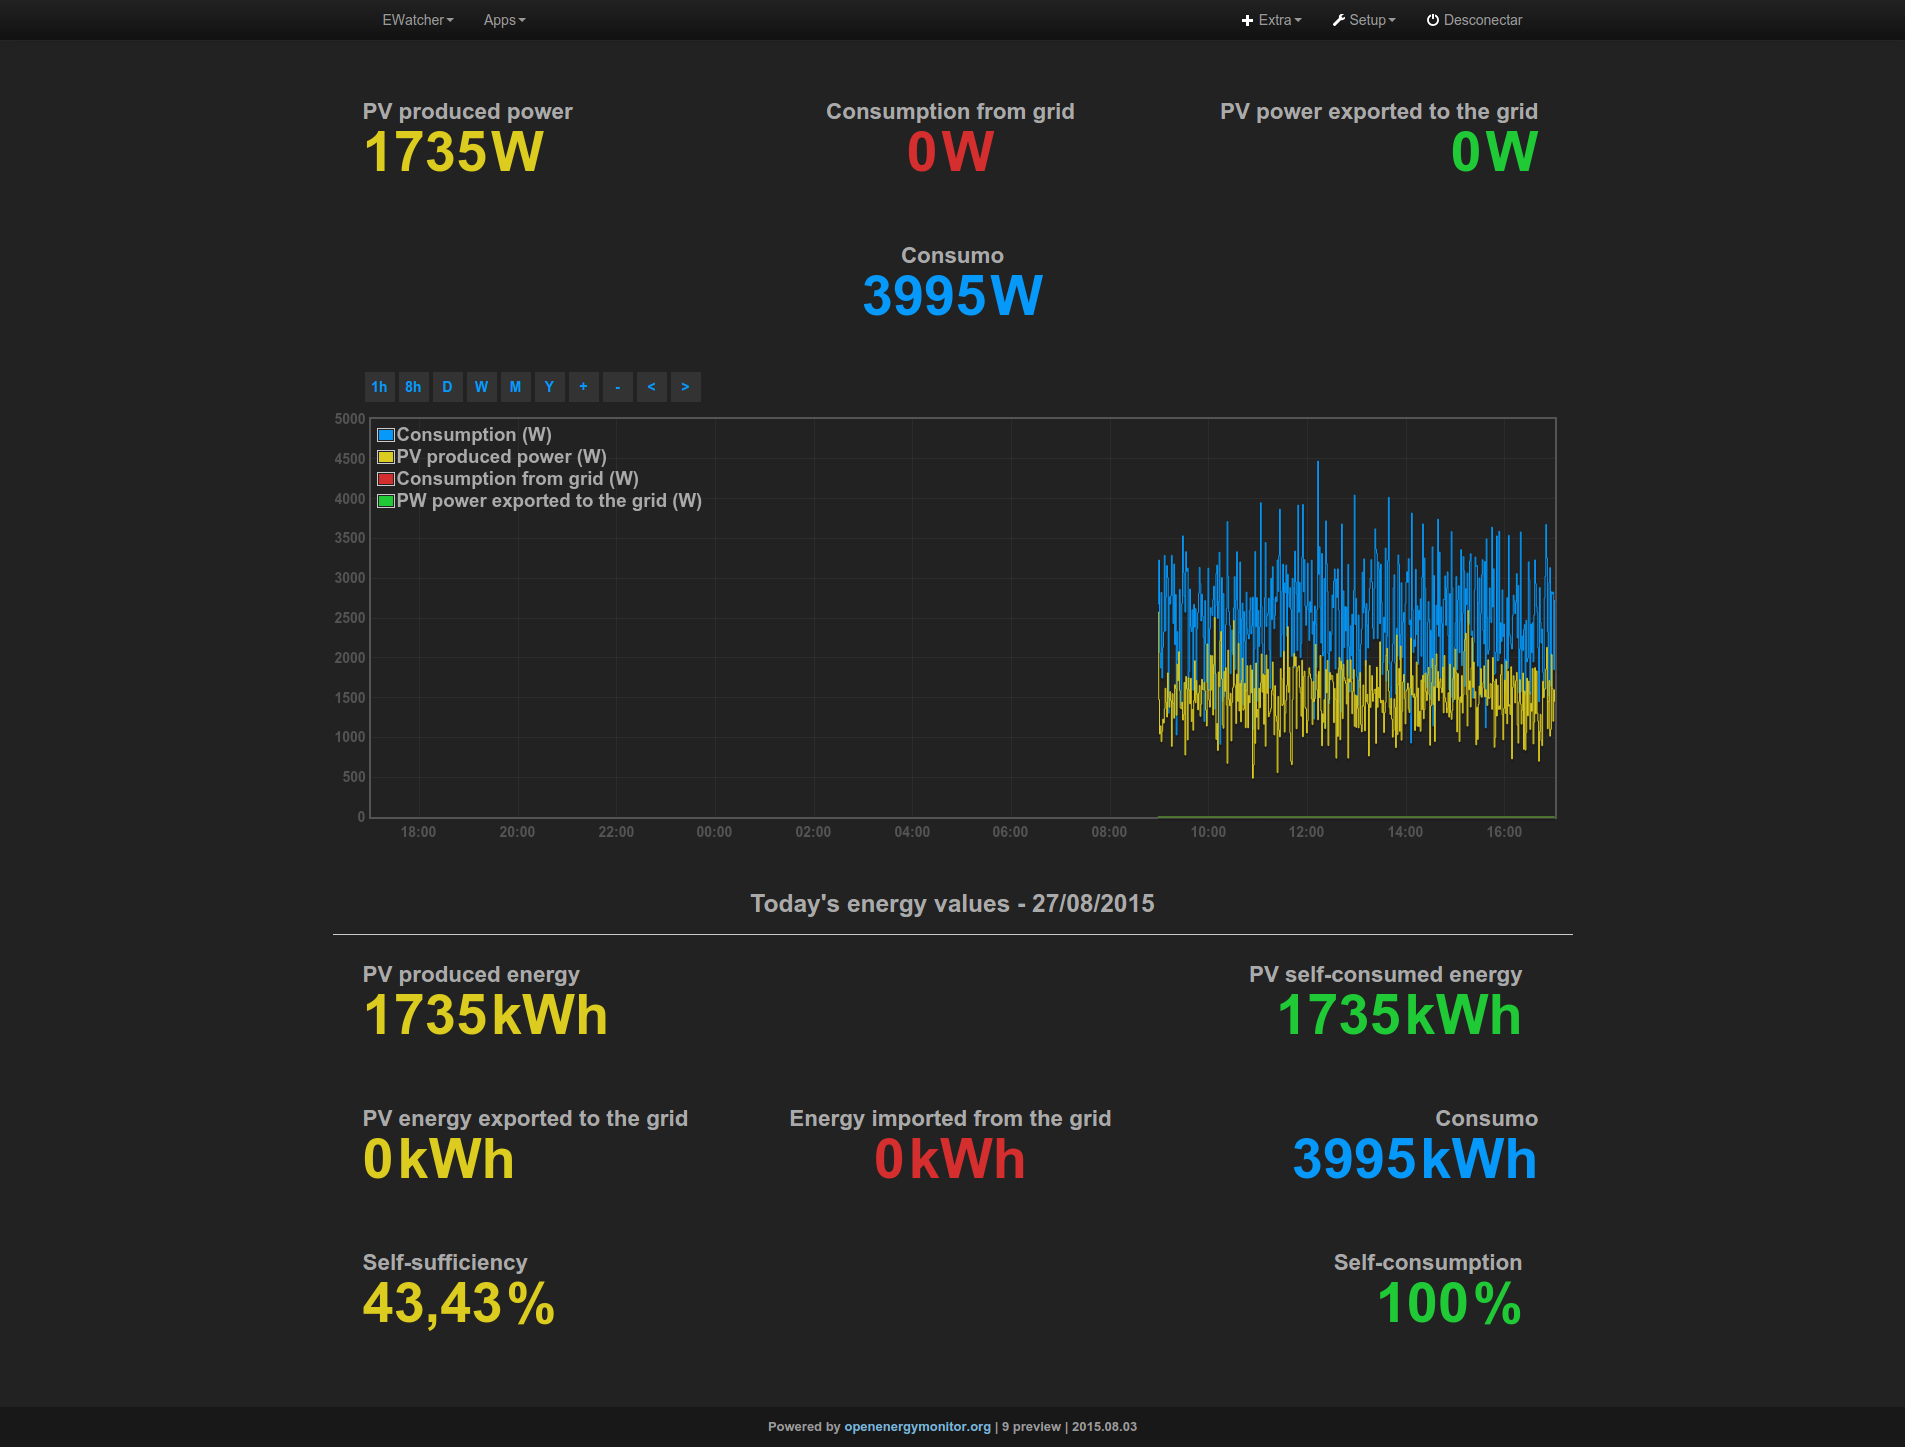 EWatcher Apps Extra Setup Desconectar
PV produced power Consumption from grid PV power exported to the grid
1735W 0W 0W
Consumo
3995W
1h 8h D W M Y + - < >
5000
4500
4000
3500
3000
2500
2000
1500
1000
500
0
Consumption (W)
PV produced power (W)
Consumption from grid (W)
PW power exported to the grid (W)
18:00 20:00 22:00 00:00 02:00 04:00 06:00 08:00 10:00 12:00 14:00 16:00
Today's energy values - 27/08/2015
PV produced energy PV self-consumed energy
1735kWh 1735kWh
PV energy exported to the grid Energy imported from the grid Consumo
0kWh 0kWh 3995kWh
Self-sufficiency Self-consumption
43,43% 100%
Powered by openenergymonitor.org | 9 preview | 2015.08.03